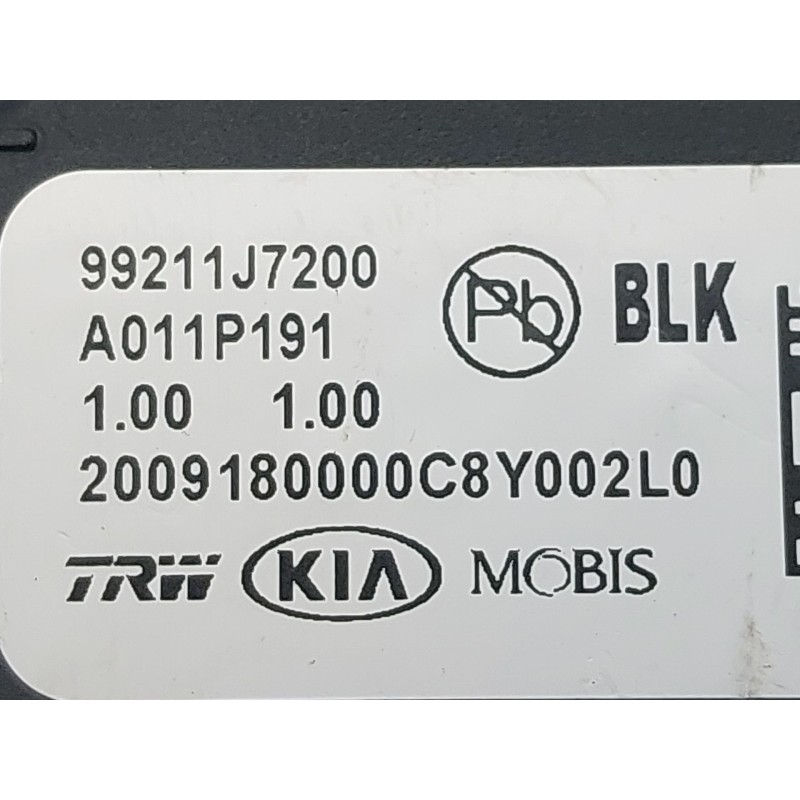 99211J7200
A011P191
Pb BLK
1.00 1.00
2009180000C8Y002L0
TRW KIA MOBIS